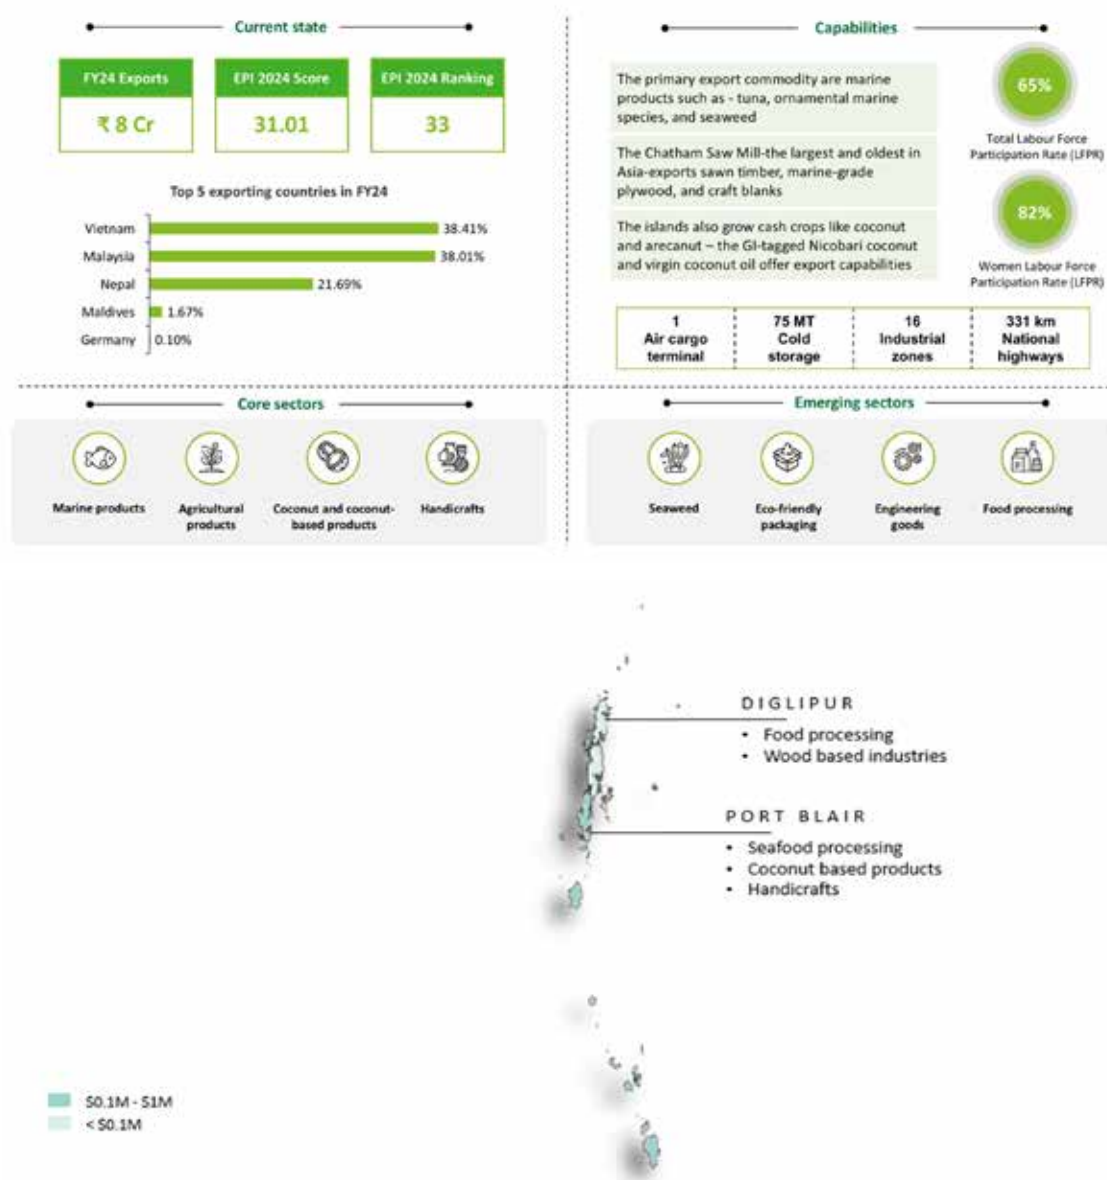 Current state
FY24 Exports
₹ 8 Cr
EPI 2024 Score
31.01
EPI 2024 Ranking
33
Top 5 exporting countries in FY24
Vietnam 38.41%
Malaysia 38.01%
Nepal 21.69%
Maldives 1.67%
Germany 0.10%
Capabilities
The primary export commodity are marine
products such as - tuna, ornamental marine
species, and seaweed
The Chatham Saw Mill-the largest and oldest in
Asia-exports sawn timber, marine-grade
plywood, and craft blanks
The islands also grow cash crops like coconut
and arecanut – the GI-tagged Nicobari coconut
and virgin coconut oil offer export capabilities
65%
Total Labour Force
Participation Rate (LFPR)
82%
Women Labour Force
Participation Rate (LFPR)
1
Air cargo
terminal
75 MT
Cold
storage
16
Industrial
zones
331 km
National
highways
Core sectors
Marine products
Agricultural
products
Coconut and coconut-
based products
Handicrafts
Emerging sectors
Seaweed
Eco-friendly
packaging
Engineering
goods
Food processing
DIGLIPUR
• Food processing
• Wood based industries
PORT BLAIR
• Seafood processing
• Coconut based products
• Handicrafts
$0.1M - $1M
< $0.1M